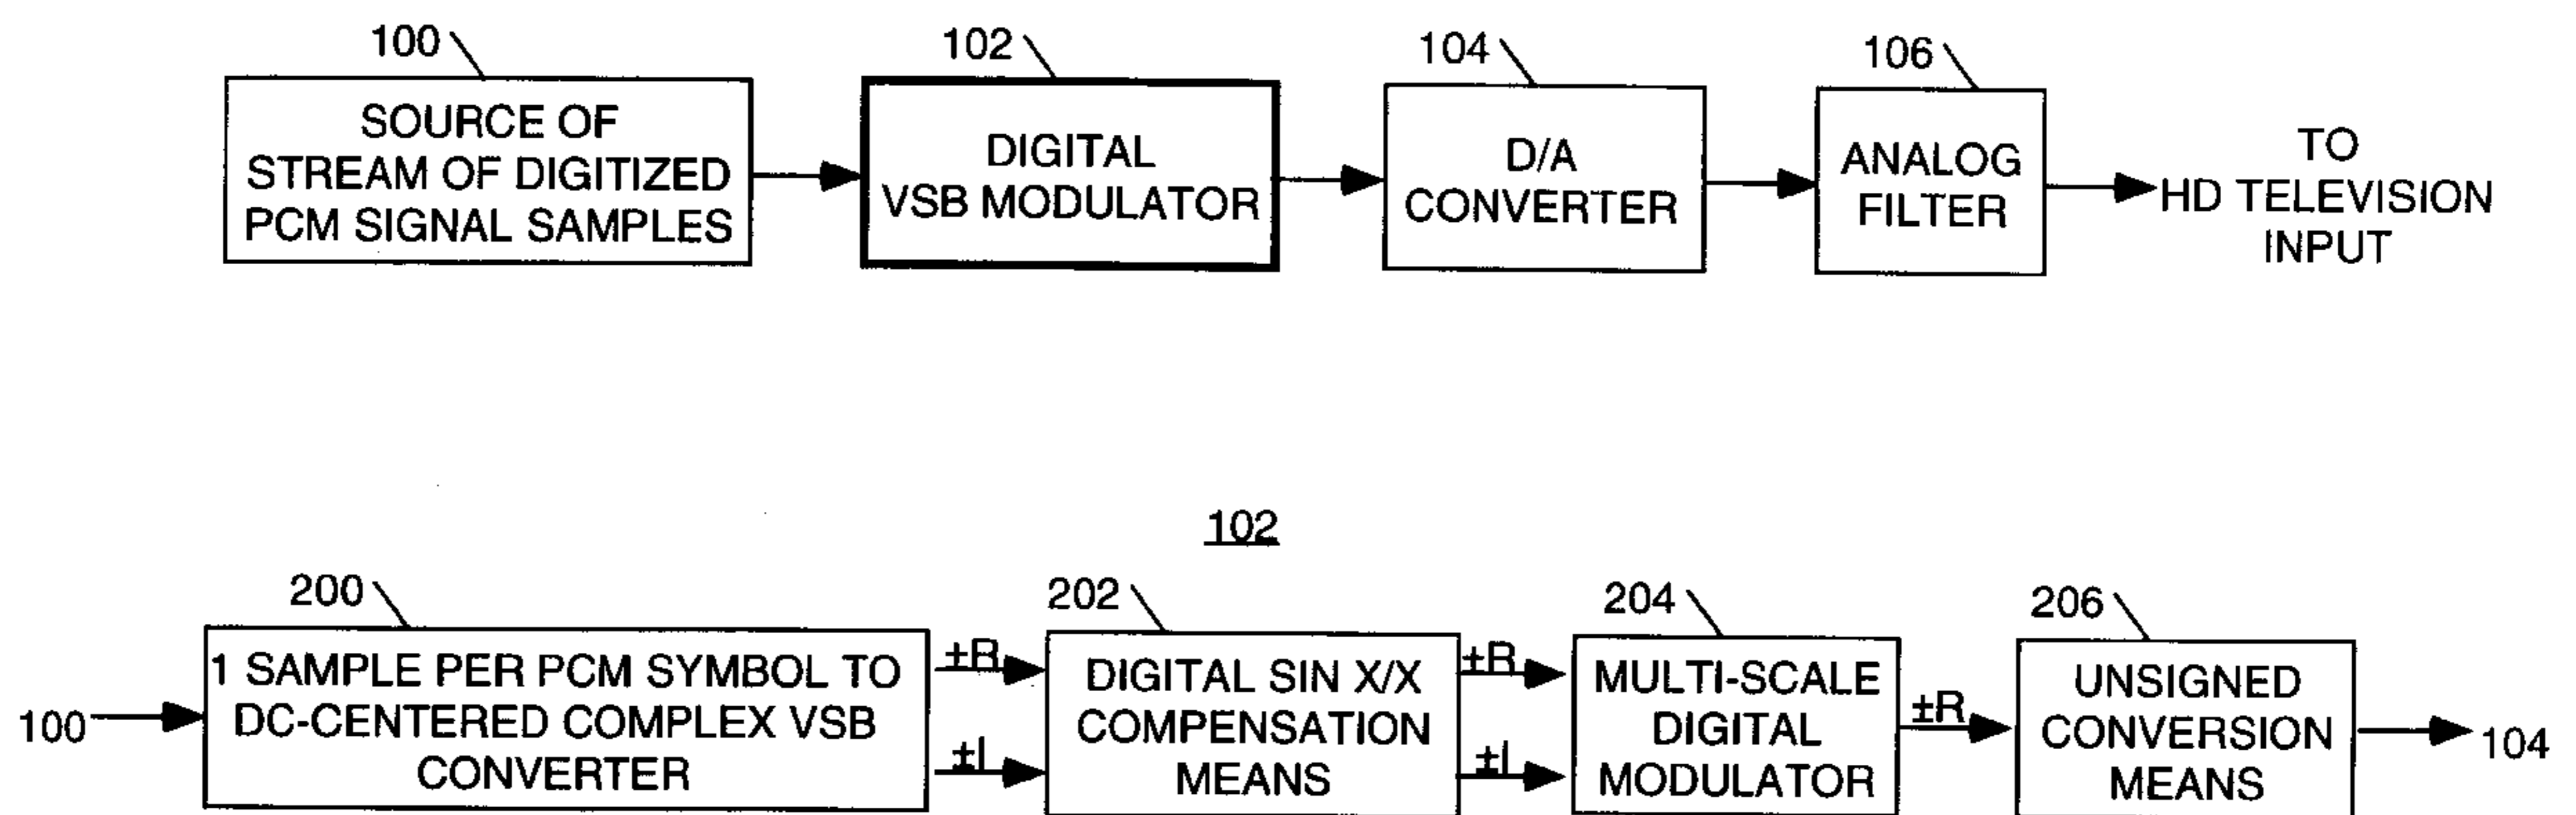 100
102
104
106
SOURCE OF
STREAM OF DIGITIZED
PCM SIGNAL SAMPLES
DIGITAL
VSB MODULATOR
D/A
CONVERTER
ANALOG
FILTER
TO
HD TELEVISION
INPUT
102
200
202
204
206
100
1 SAMPLE PER PCM SYMBOL TO
DC-CENTERED COMPLEX VSB
CONVERTER
±R
±I
DIGITAL SIN X/X
COMPENSATION
MEANS
±R
±I
MULTI-SCALE
DIGITAL
MODULATOR
±R
UNSIGNED
CONVERSION
MEANS
104